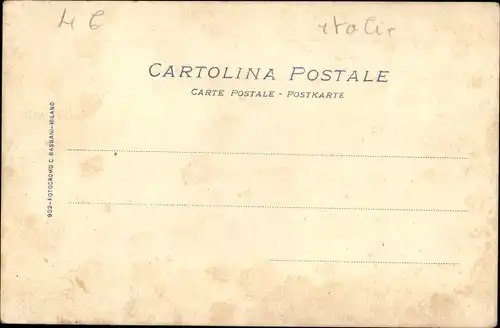 4 €
italie
CARTOLINA POSTALE
CARTE POSTALE - POSTKARTE
902-FOTOCROMO C. BASSANI-MILANO